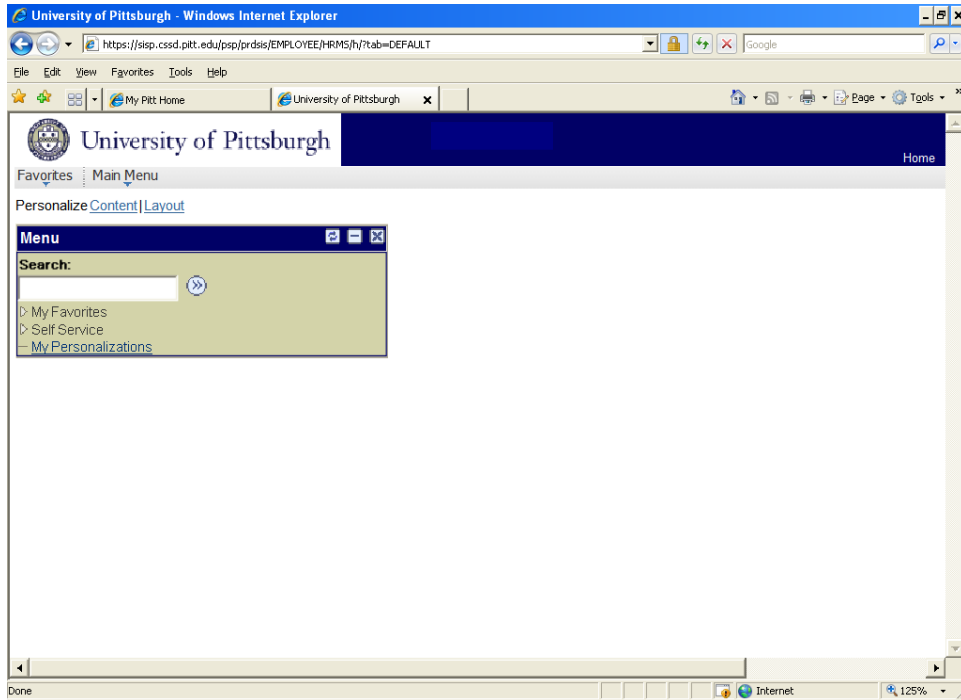 University of Pittsburgh - Windows Internet Explorer
https://sisp.cssd.pitt.edu/psp/prdsis/EMPLOYEE/HRMS/h/?tab=DEFAULT
Google
File Edit View Favorites Tools Help
My Pitt Home University of Pittsburgh Page Tools
University of Pittsburgh
Home
Favorites Main Menu
Personalize Content | Layout
Menu
Search:
My Favorites
Self Service
My Personalizations
Done Internet 125%